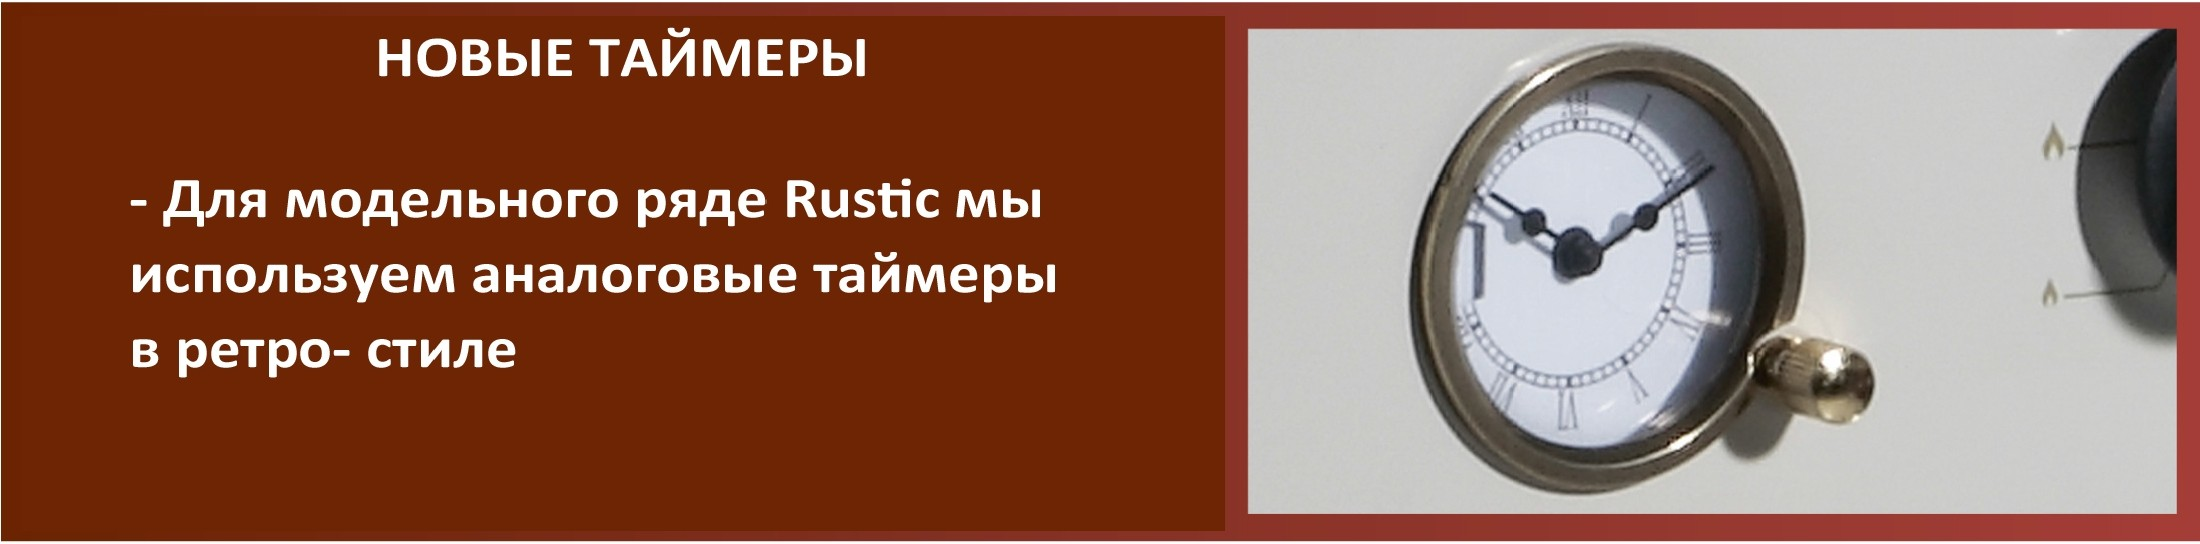 НОВЫЕ ТАЙМЕРЫ
- Для модельного ряде Rustic мы
используем аналоговые таймеры
в ретро- стиле